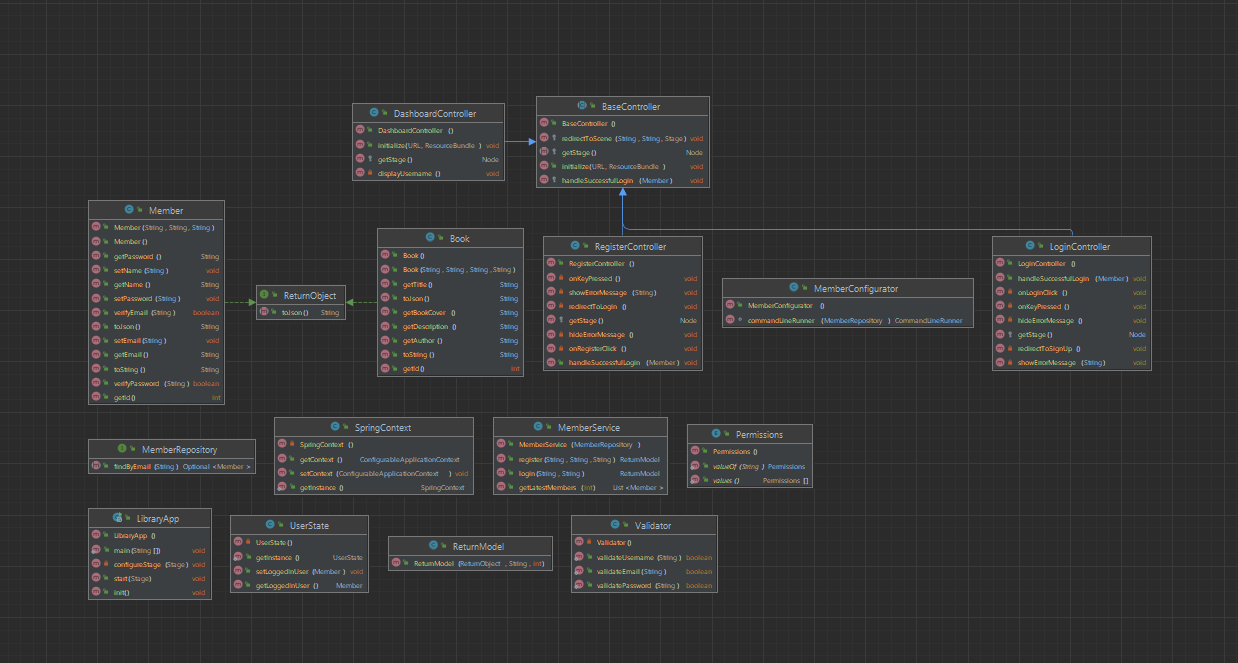 DashboardController
DashboardController ()
initialize(URL, ResourceBundle ) void
getStage() Node
displayUsername () void
BaseController
BaseController ()
redirectToScene (String, String, Stage) void
getStage() Node
initialize(URL, ResourceBundle ) void
handleSuccessfulLogin (Member) void
Member
Member(String, String, String)
Member()
getPassword () String
setName(String) void
getName () String
setPassword (String) void
verifyEmail (String) boolean
toJson() String
setEmail(String) void
getEmail() String
toString() String
verifyPassword (String) boolean
getId() int
ReturnObject
toJson() String
Book
Book()
Book(String, String, String, String)
getTitle() String
toJson() String
getBookCover () String
getDescription () String
getAuthor () String
toString() String
getId() int
RegisterController
RegisterController ()
onKeyPressed () void
showErrorMessage (String) void
redirectToLogin () void
getStage() Node
hideErrorMessage () void
onRegisterClick () void
handleSuccessfulLogin (Member) void
MemberConfigurator
MemberConfigurator ()
commandLineRunner (MemberRepository ) CommandLineRunner
LoginController
LoginController ()
handleSuccessfulLogin (Member) void
onLoginClick () void
onKeyPressed () void
hideErrorMessage () void
getStage() Node
redirectToSignUp () void
showErrorMessage (String) void
MemberRepository
findByEmail (String) Optional <Member >
SpringContext
SpringContext ()
getContext () ConfigurableApplicationContext
setContext (ConfigurableApplicationContext ) void
getInstance () SpringContext
MemberService
MemberService (MemberRepository )
register(String, String, String) ReturnModel
login(String, String) ReturnModel
getLatestMembers (int) List <Member >
Permissions
Permissions ()
valueOf (String ) Permissions
values () Permissions []
LibraryApp
LibraryApp ()
main(String []) void
configureStage (Stage) void
start(Stage) void
init() void
UserState
UserState()
getInstance () UserState
setLoggedInUser (Member) void
getLoggedInUser () Member
ReturnModel
ReturnModel (ReturnObject , String, int)
Validator
Validator()
validateUsername (String) boolean
validateEmail(String) boolean
validatePassword (String) boolean